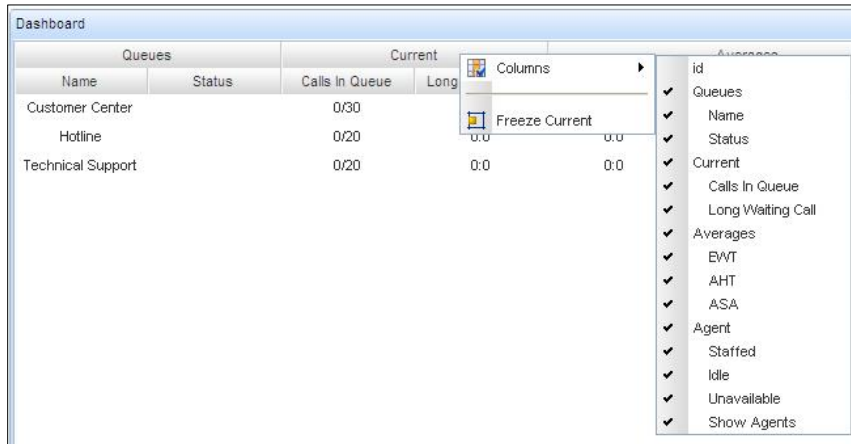 Dashboard
Queues Current Averages
Name Status Calls In Queue Long
Customer Center 0/30
Hotline 0/20 0:0 0:0
Technical Support 0/20 0:0 0:0
Columns
Freeze Current
id
Queues
Name
Status
Current
Calls In Queue
Long Waiting Call
Averages
EWT
AHT
ASA
Agent
Staffed
Idle
Unavailable
Show Agents